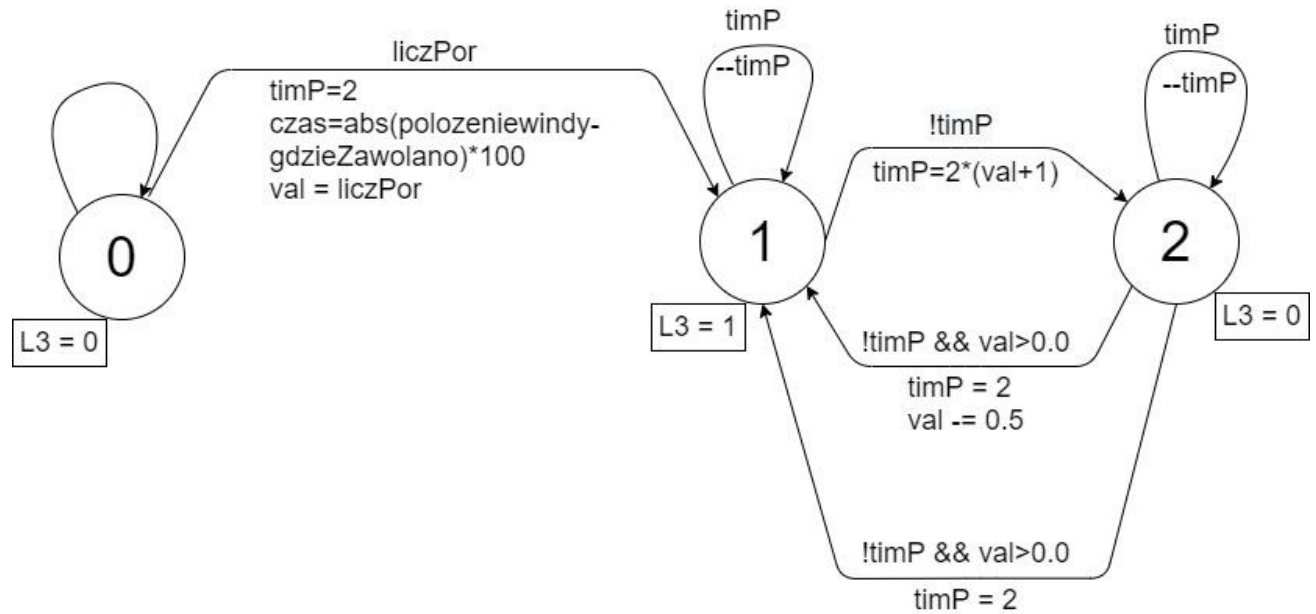 liczPor
timP=2
czas=abs(polozeniewindy-
gdzieZawolano)*100
val = liczPor
0
L3 = 0
timP
--timP
1
L3 = 1
!timP
timP=2*(val+1)
timP
--timP
2
L3 = 0
!timP && val>0.0
timP = 2
val -= 0.5
!timP && val>0.0
timP = 2